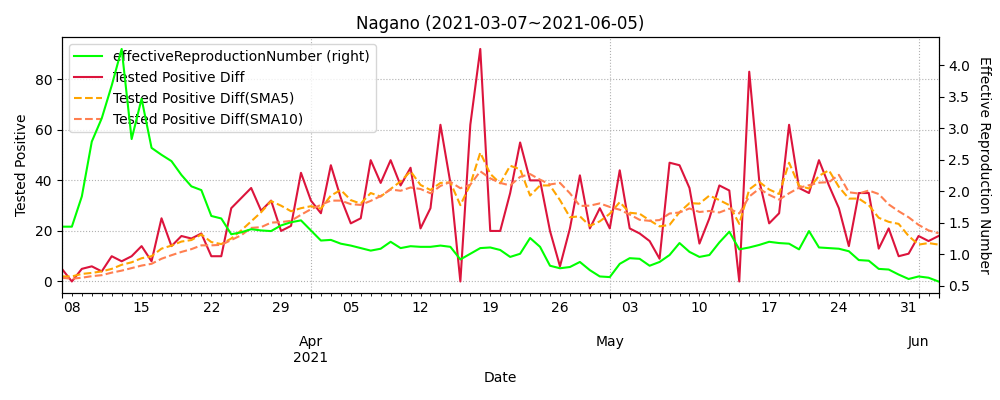 Nagano (2021-03-07~2021-06-05)
effectiveReproductionNumber (right)
Tested Positive Diff
Tested Positive Diff(SMA5)
Tested Positive Diff(SMA10)
Tested Positive
80
60
40
20
0
4.0
3.5
3.0
2.5
2.0
1.5
1.0
0.5
Effective Reproduction Number
08 15 22 29 05 12 19 26 03 10 17 24 31
Apr May Jun
2021
Date